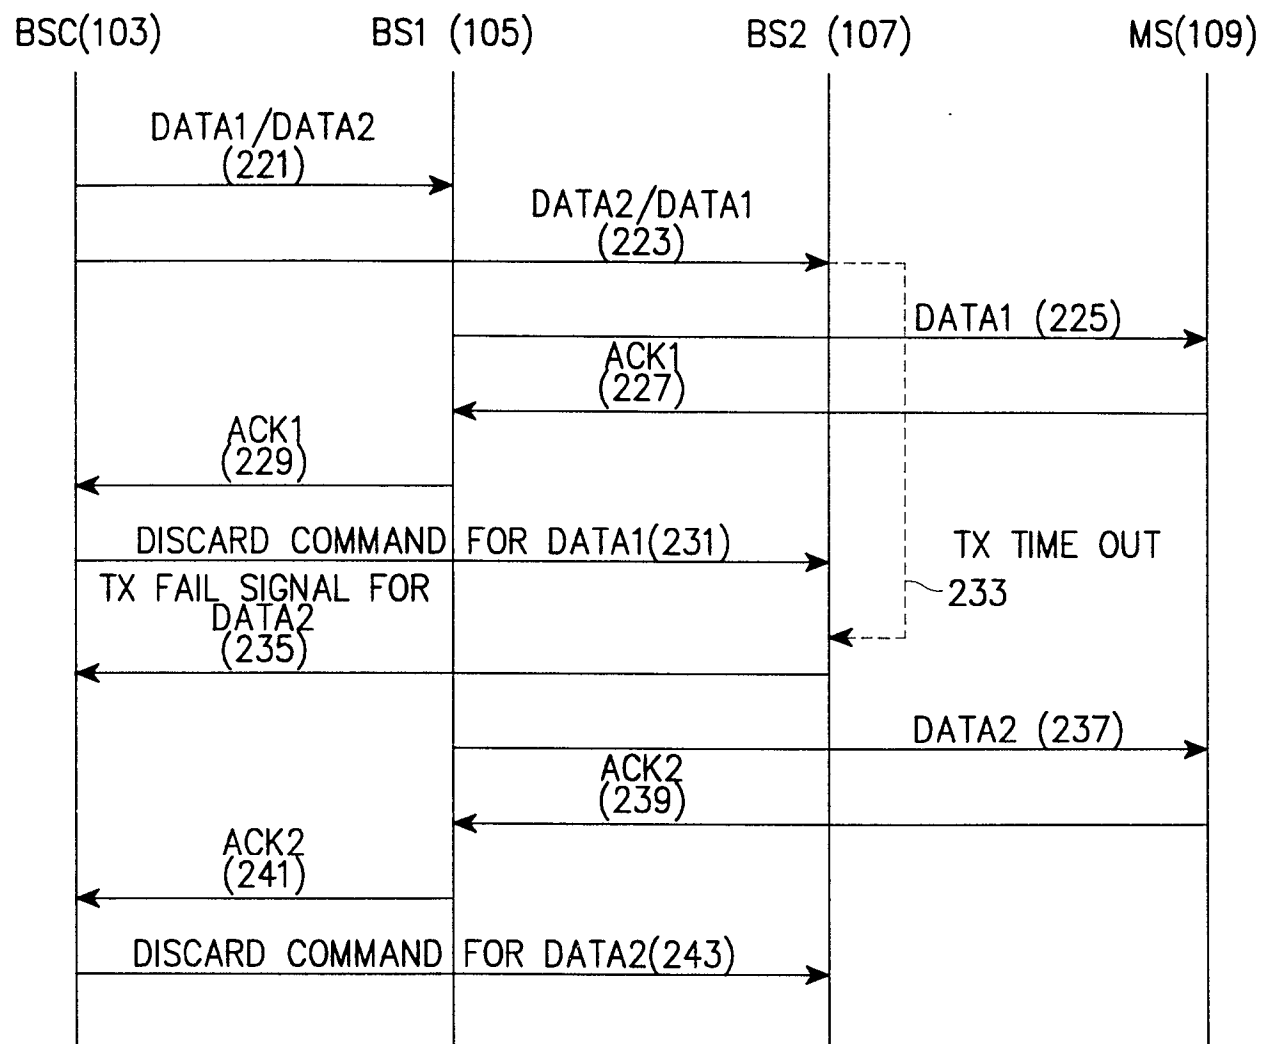 BSC(103)
BS1 (105)
BS2 (107)
MS(109)
DATA1/DATA2
(221)
DATA2/DATA1
(223)
DATA1 (225)
ACK1
(227)
ACK1
(229)
DISCARD COMMAND FOR DATA1(231)
TX TIME OUT
233
TX FAIL SIGNAL FOR
DATA2
(235)
DATA2 (237)
ACK2
(239)
ACK2
(241)
DISCARD COMMAND FOR DATA2(243)